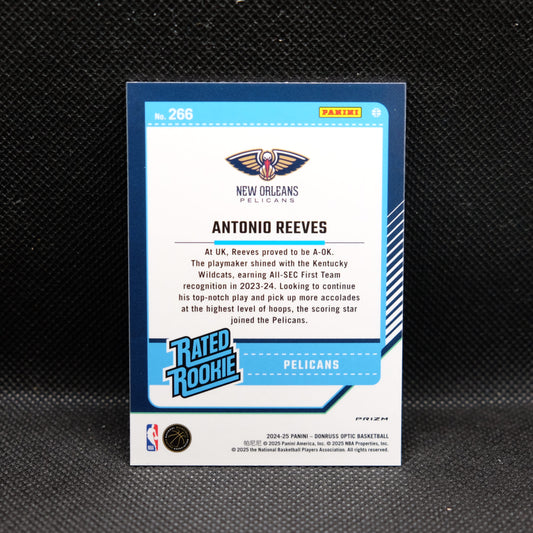 No. 266
PANINI
NEW ORLEANS
PELICANS
ANTONIO REEVES
At UK, Reeves proved to be A-OK.
The playmaker shined with the Kentucky
Wildcats, earning All-SEC First Team
recognition in 2023-24. Looking to continue
his top-notch play and pick up more accolades
at the highest level of hoops, the scoring star
joined the Pelicans.
RATED
ROOKIE
PELICANS
PRIZM
2024-25 PANINI – DONRUSS OPTIC BASKETBALL
帕尼尼 © 2025 Panini America, Inc. © 2025 NBA Properties, Inc.
© 2025 the National Basketball Players Association. All rights reserved.